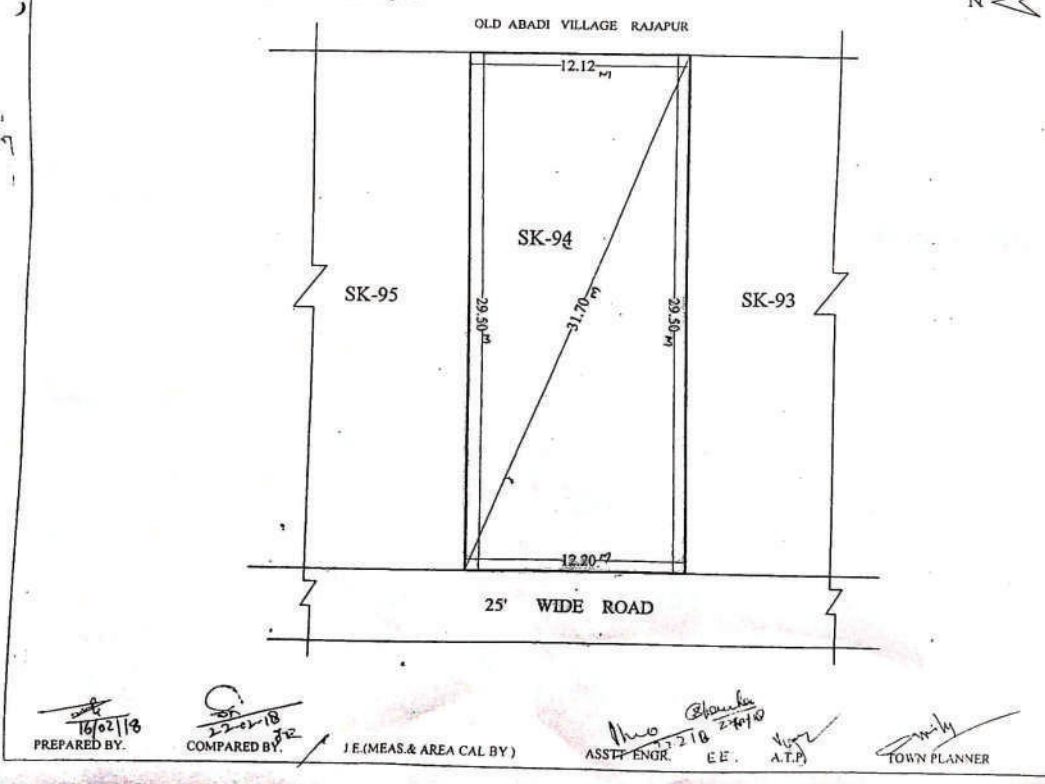 N
OLD ABADI VILLAGE RAJAPUR
12.12 M
SK-94
SK-95
29.50 M
31.70 M
29.50 M
SK-93
12.20 M
25' WIDE ROAD
16/02/18
22-02-18
PREPARED BY.
COMPARED BY.
J E.(MEAS.& AREA CAL BY )
ASSTT ENGR.
E E .
A.T.P)
TOWN PLANNER